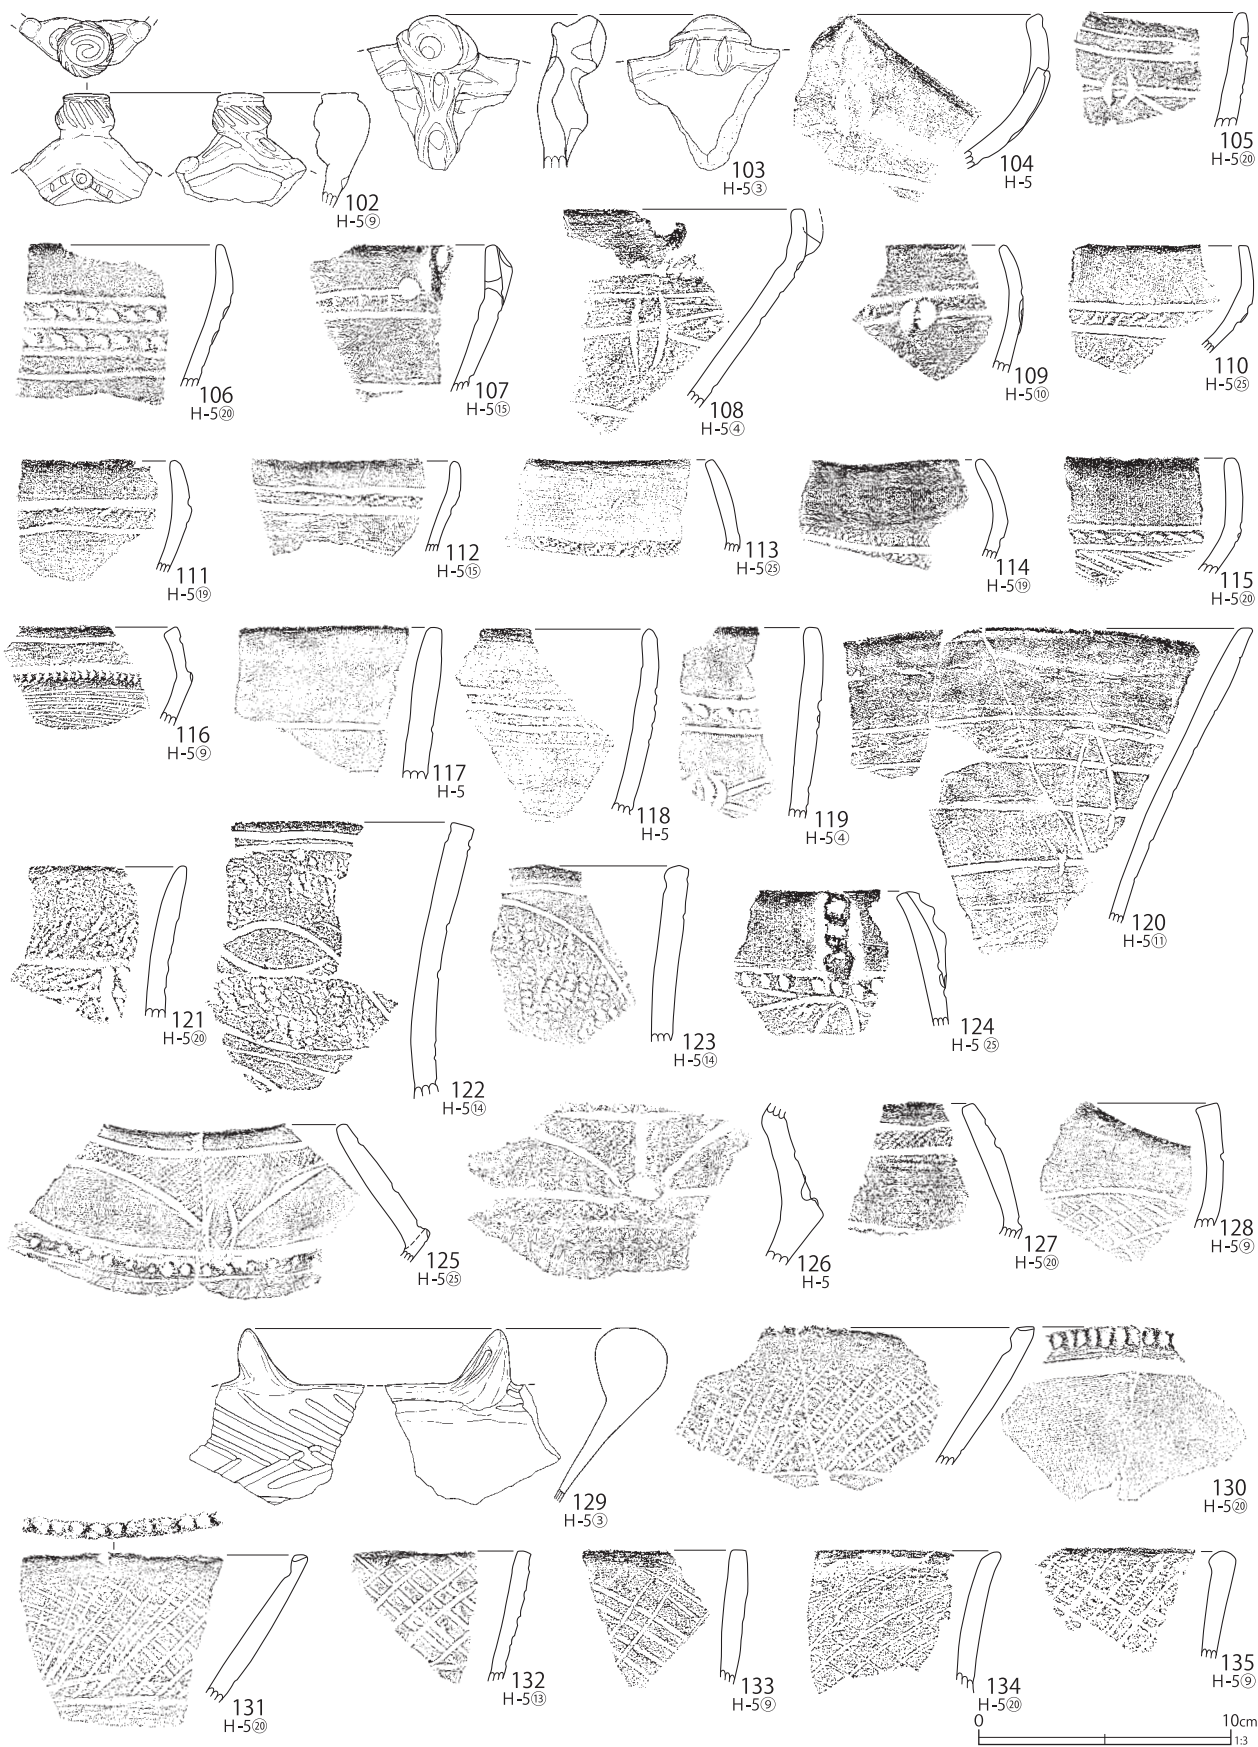 102
H-5⑨
103
H-5③
104
H-5
105
H-5⑳
106
H-5⑳
107
H-5⑮
108
H-5④
109
H-5⑩
110
H-5㉕
111
H-5⑲
112
H-5⑮
113
H-5㉕
114
H-5⑲
115
H-5⑳
116
H-5⑨
117
H-5
118
H-5
119
H-5④
120
H-5⑪
121
H-5⑳
122
H-5⑭
123
H-5⑭
124
H-5㉕
125
H-5㉕
126
H-5
127
H-5⑳
128
H-5⑨
129
H-5③
130
H-5⑳
131
H-5⑳
132
H-5⑬
133
H-5⑨
134
H-5⑳
135
H-5⑨
0 10cm
1:3